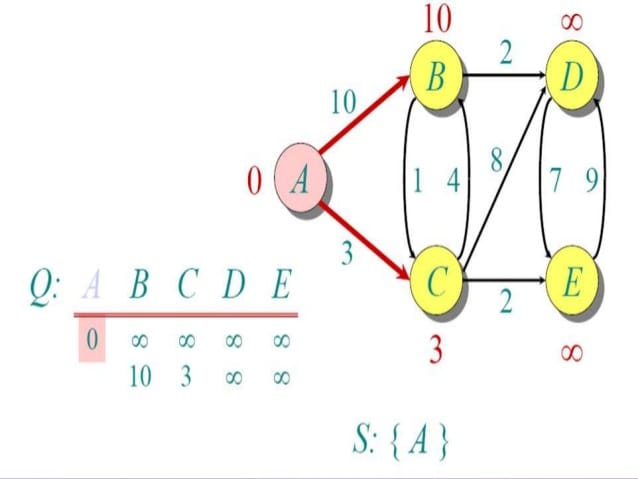 10 ∞
B 2 D
10
0 A 1 4 8 7 9
3
C 2 E
3 ∞
Q: A B C D E
0 ∞ ∞ ∞ ∞
10 3 ∞ ∞
S: { A }